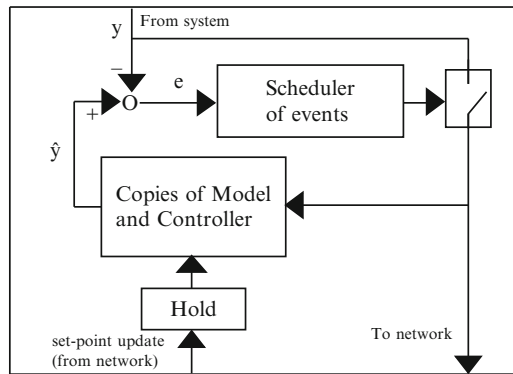 y
From system
−
e
+
O
ŷ
Scheduler
of events
Copies of Model
and Controller
Hold
set-point update
(from network)
To network